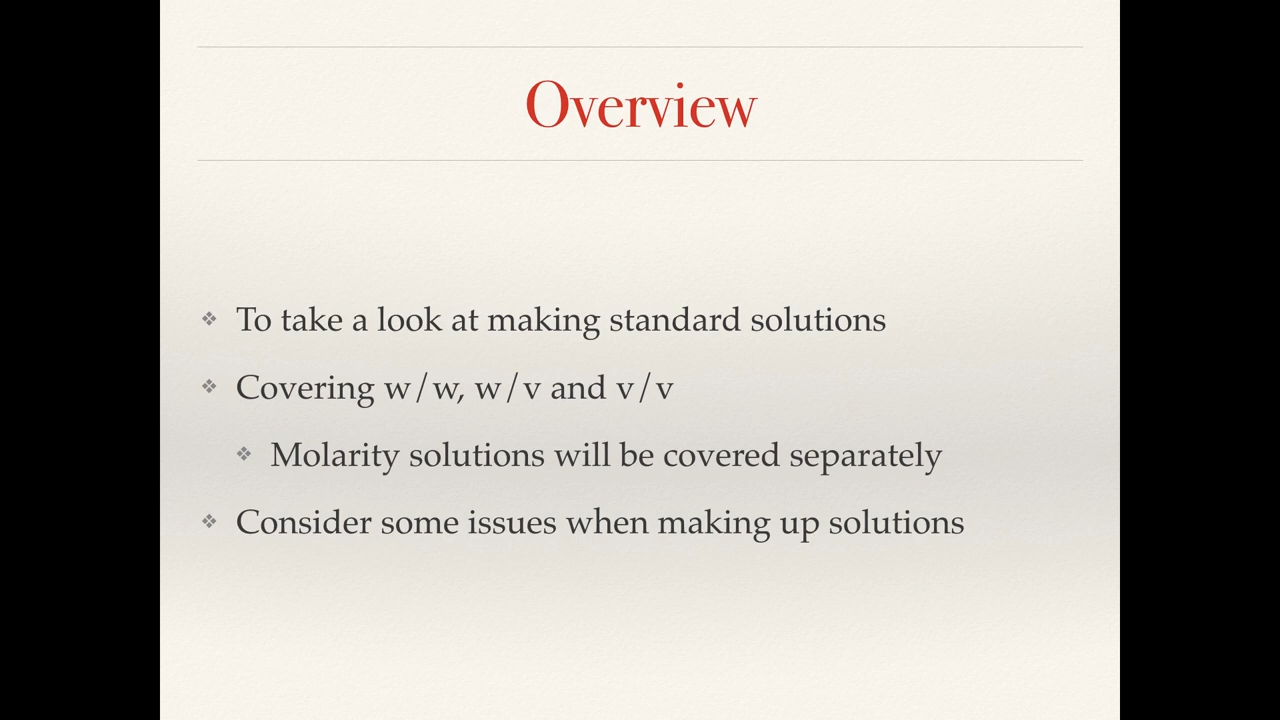 Overview
To take a look at making standard solutions
Covering w/w, w/v and v/v
Molarity solutions will be covered separately
Consider some issues when making up solutions